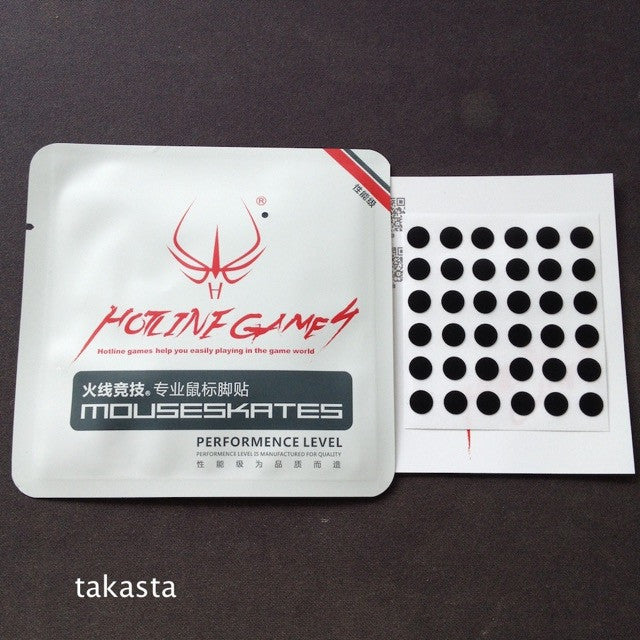 性能级
®
H
HOTLINE GAMES
Hotline games help you easily playing in the game world
火线竞技® 专业鼠标脚贴
MOUSESKATES
PERFORMENCE LEVEL
PERFORMENCE LEVEL IS MANUFACTURED FOR QUALITY
性能级为品质而造
takasta